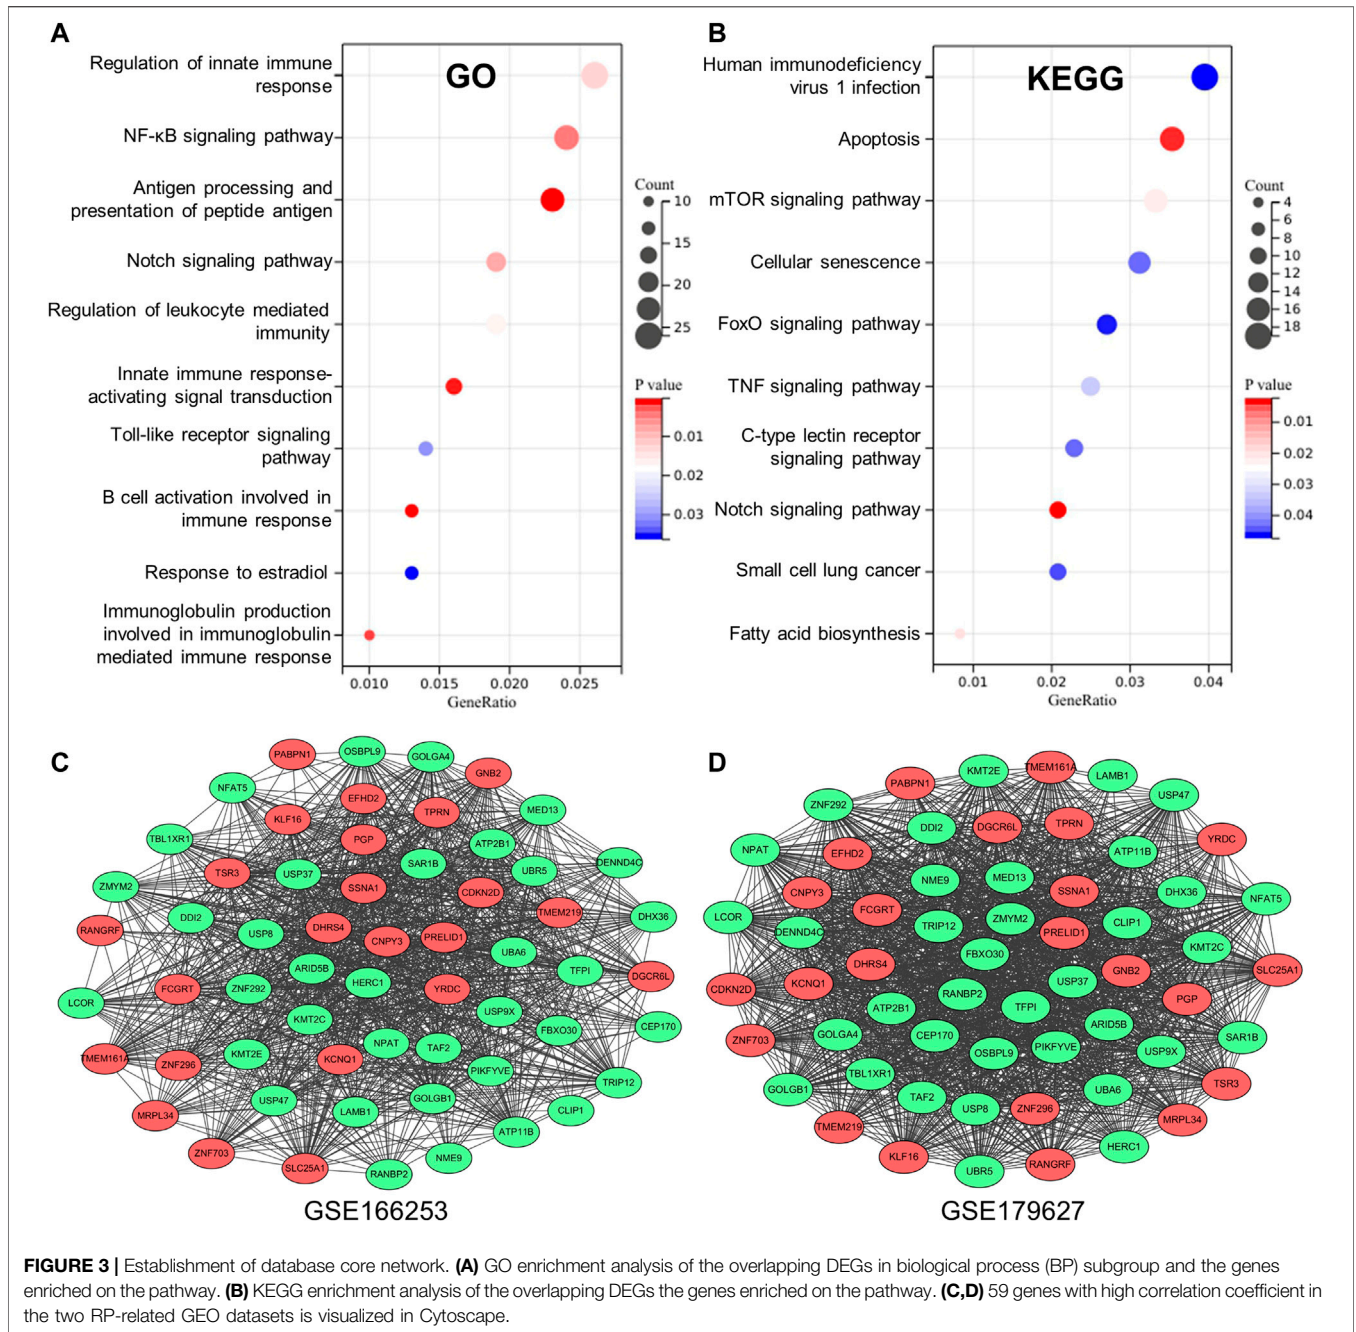 A
GO
Regulation of innate immune
response
NF-κB signaling pathway
Antigen processing and
presentation of peptide antigen
Notch signaling pathway
Regulation of leukocyte mediated
immunity
Innate immune response-
activating signal transduction
Toll-like receptor signaling
pathway
B cell activation involved in
immune response
Response to estradiol
Immunoglobulin production
involved in immunoglobulin
mediated immune response
0.010 0.015 0.020 0.025
GeneRatio
Count
10
15
20
25
P value
0.01
0.02
0.03
B
KEGG
Human immunodeficiency
virus 1 infection
Apoptosis
mTOR signaling pathway
Cellular senescence
FoxO signaling pathway
TNF signaling pathway
C-type lectin receptor
signaling pathway
Notch signaling pathway
Small cell lung cancer
Fatty acid biosynthesis
0.01 0.02 0.03 0.04
GeneRatio
Count
4
6
8
10
12
14
16
18
P value
0.01
0.02
0.03
0.04
C
PABPN1
OSBPL9
GOLGA4
GNB2
NFAT5
EFHD2
KLF16
TPRN
MED13
TBL1XR1
PGP
ATP2B1
SAR1B
DENND4C
TSR3
USP37
UBR5
ZMYM2
SSNA1
CDKN2D
DDI2
TMEM219
DHX36
RANGRF
USP8
DHRS4
CNPY3
PRELID1
UBA6
ARID5B
TFPI
DGCR6L
FCGRT
ZNF292
HERC1
YRDC
LCOR
KMT2C
USP9X
FBXO30
CEP170
TMEM161A
KMT2E
NPAT
TAF2
ZNF296
KCNQ1
PIKFYVE
TRIP12
USP47
GOLGB1
MRPL34
LAMB1
CLIP1
ATP11B
ZNF703
SLC25A1
RANBP2
NME9
GSE166253
D
PABPN1
KMT2E
TMEM161A
LAMB1
USP47
ZNF292
DDI2
DGCR6L
TPRN
YRDC
NPAT
EFHD2
ATP11B
CNPY3
NME9
MED13
SSNA1
DHX36
NFAT5
FCGRT
LCOR
DENND4C
TRIP12
ZMYM2
PRELID1
CLIP1
KMT2C
DHRS4
FBXO30
GNB2
SLC25A1
CDKN2D
KCNQ1
RANBP2
USP37
PGP
ATP2B1
TFPI
ZNF703
GOLGA4
CEP170
ARID5B
SAR1B
OSBPL9
PIKFYVE
USP9X
GOLGB1
TBL1XR1
UBA6
TSR3
TAF2
USP8
ZNF296
TMEM219
MRPL34
KLF16
UBR5
RANGRF
HERC1
GSE179627
FIGURE 3 | Establishment of database core network. (A) GO enrichment analysis of the overlapping DEGs in biological process (BP) subgroup and the genes
enriched on the pathway. (B) KEGG enrichment analysis of the overlapping DEGs the genes enriched on the pathway. (C,D) 59 genes with high correlation coefficient in
the two RP-related GEO datasets is visualized in Cytoscape.